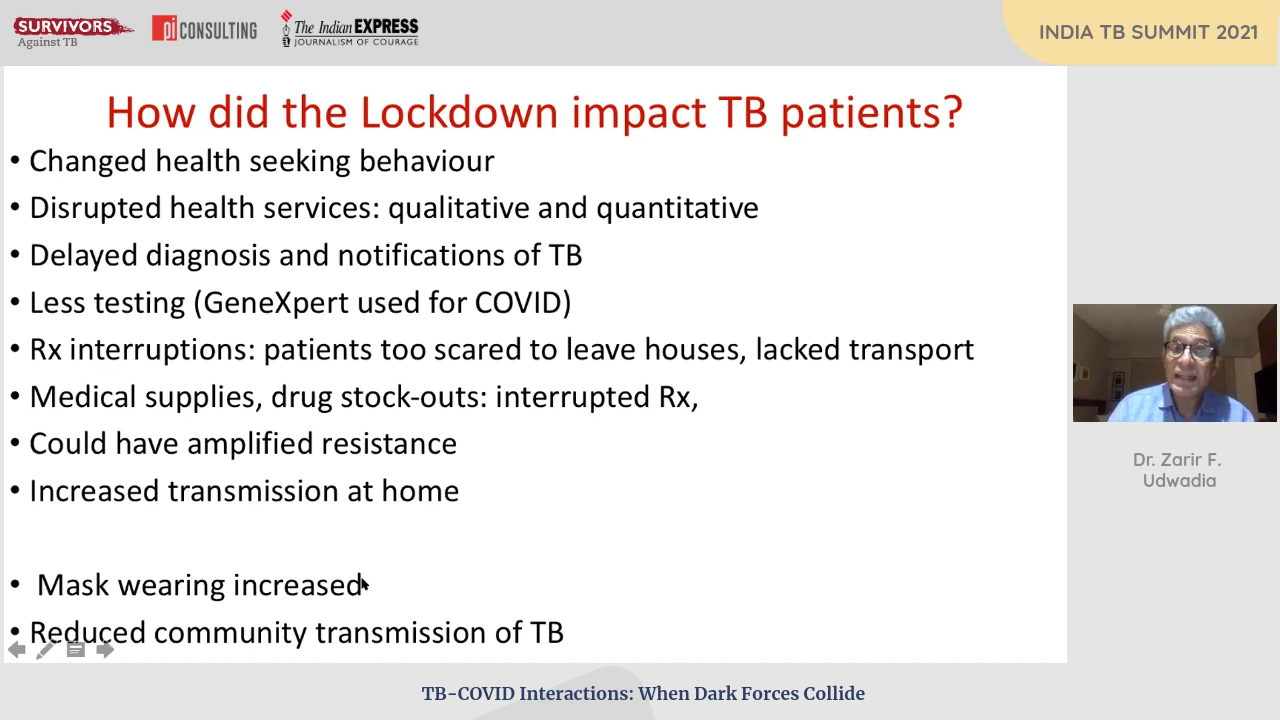 SURVIVORS
Against TB
pi CONSULTING
The Indian EXPRESS
JOURNALISM OF COURAGE
INDIA TB SUMMIT 2021
How did the Lockdown impact TB patients?
• Changed health seeking behaviour
• Disrupted health services: qualitative and quantitative
• Delayed diagnosis and notifications of TB
• Less testing (GeneXpert used for COVID)
• Rx interruptions: patients too scared to leave houses, lacked transport
• Medical supplies, drug stock-outs: interrupted Rx,
• Could have amplified resistance
• Increased transmission at home
• Mask wearing increased
• Reduced community transmission of TB
Dr. Zarir F.
Udwadia
TB-COVID Interactions: When Dark Forces Collide